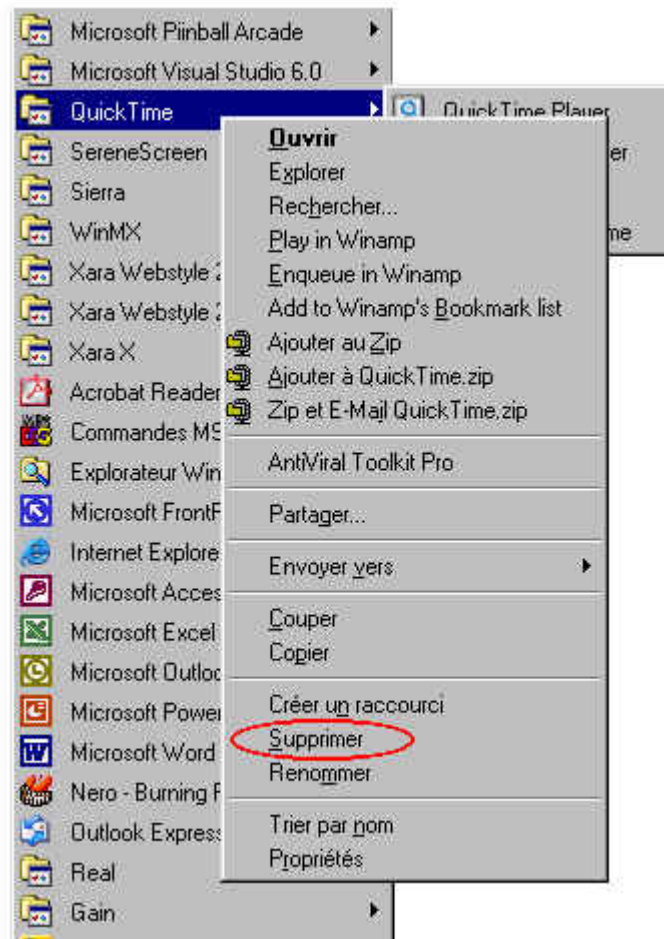 Microsoft Piinball Arcade
Microsoft Visual Studio 6.0
QuickTime
SereneScreen
Sierra
WinMX
Xara Webstyle
Xara Webstyle
Xara X
Acrobat Reader
Commandes MS
Explorateur Win
Microsoft FrontP
Internet Explore
Microsoft Acces
Microsoft Excel
Microsoft Outloo
Microsoft Power
Microsoft Word
Nero - Burning
Outlook Express
Real
Gain
QuickTime Player
er
me
Ouvrir
Explorer
Rechercher...
Play in Winamp
Enqueue in Winamp
Add to Winamp's Bookmark list
Ajouter au Zip
Ajouter à QuickTime.zip
Zip et E-Mail QuickTime.zip
AntiViral Toolkit Pro
Partager...
Envoyer vers
Couper
Copier
Créer un raccourci
Supprimer
Renommer
Trier par nom
Propriétés